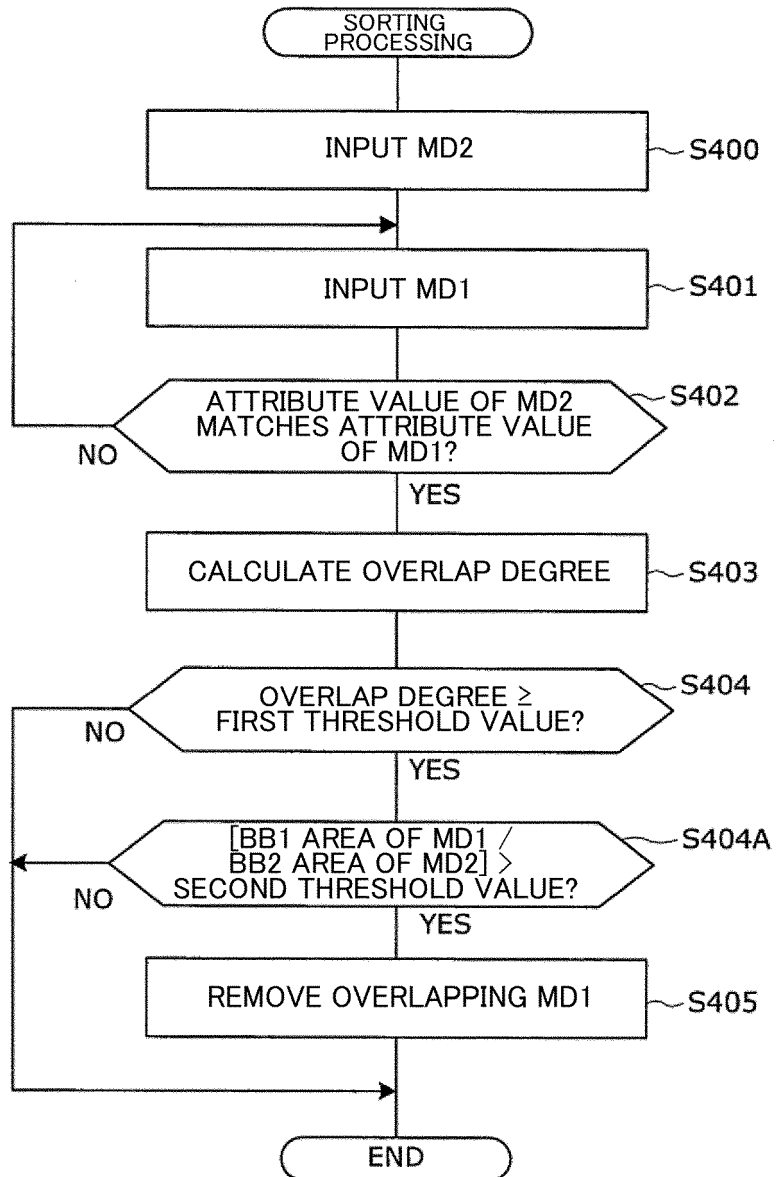 SORTING
PROCESSING
INPUT MD2
S400
INPUT MD1
S401
ATTRIBUTE VALUE OF MD2
MATCHES ATTRIBUTE VALUE
OF MD1?
S402
NO
YES
CALCULATE OVERLAP DEGREE
S403
OVERLAP DEGREE ≥
FIRST THRESHOLD VALUE?
S404
NO
YES
[BB1 AREA OF MD1 /
BB2 AREA OF MD2] >
SECOND THRESHOLD VALUE?
S404A
NO
YES
REMOVE OVERLAPPING MD1
S405
END